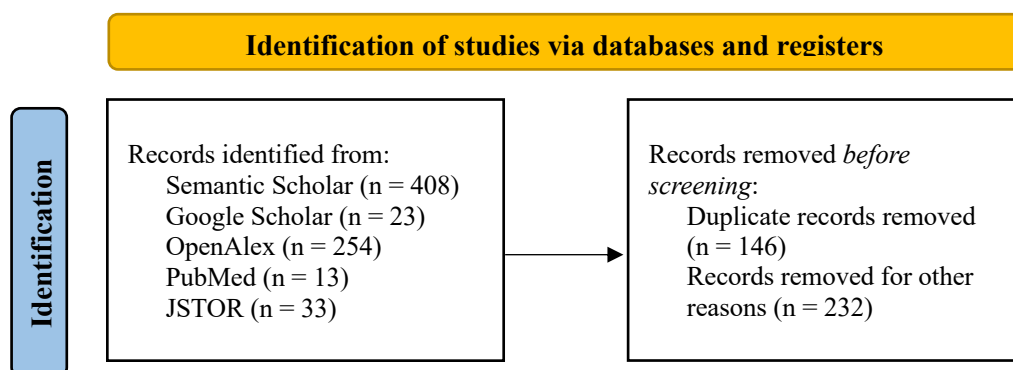 Identification of studies via databases and registers
Identification
Records identified from:
Semantic Scholar (n = 408)
Google Scholar (n = 23)
OpenAlex (n = 254)
PubMed (n = 13)
JSTOR (n = 33)
Records removed before
screening:
Duplicate records removed
(n = 146)
Records removed for other
reasons (n = 232)